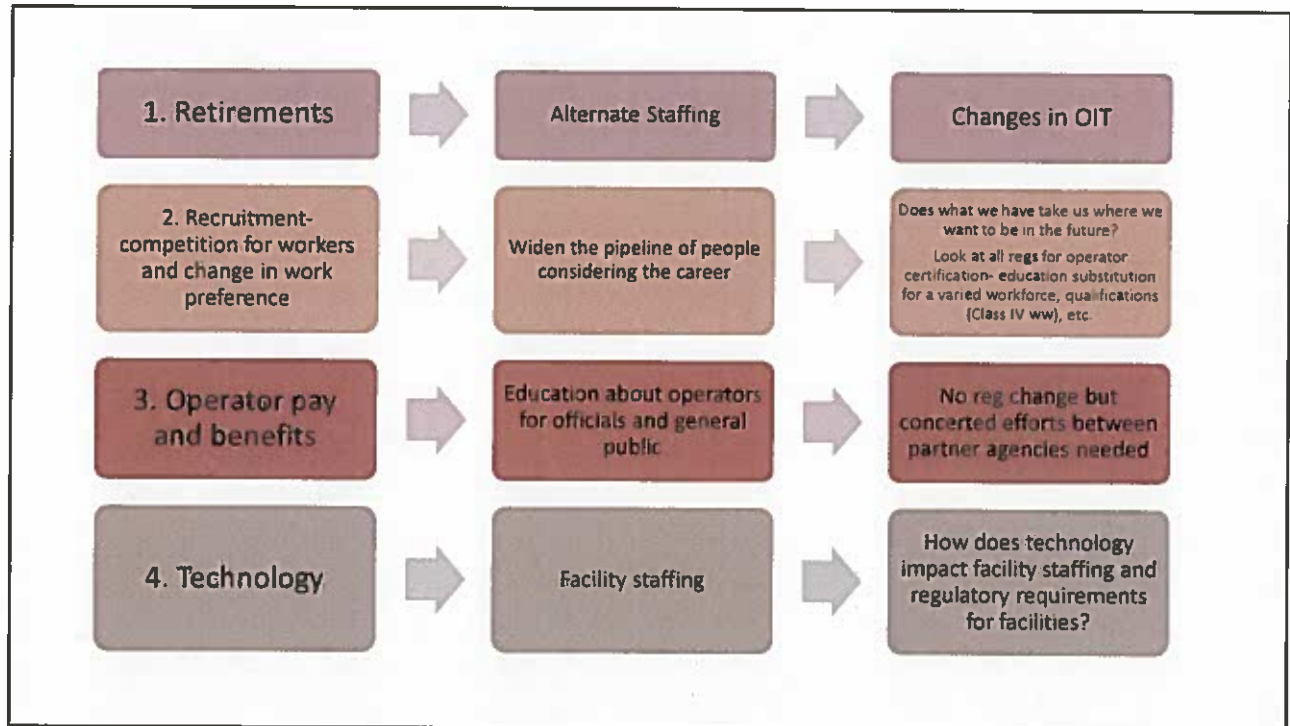 1. Retirements
Alternate Staffing
Changes in OIT
2. Recruitment-
competition for workers
and change in work
preference
Widen the pipeline of people
considering the career
Does what we have take us where we
want to be in the future?
Look at all regs for operator
certification- education substitution
for a varied workforce, qualifications
(Class IV ww), etc.
3. Operator pay
and benefits
Education about operators
for officials and general
public
No reg change but
concerted efforts between
partner agencies needed
4. Technology
Facility staffing
How does technology
impact facility staffing and
regulatory requirements
for facilities?